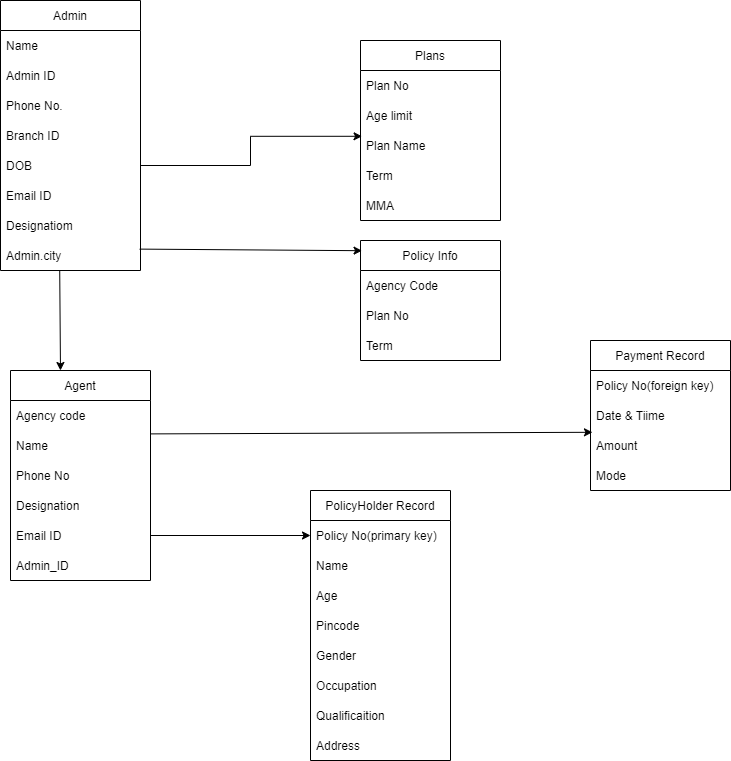 Admin
Name
Admin ID
Phone No.
Branch ID
DOB
Email ID
Designatiom
Admin.city
Plans
Plan No
Age limit
Plan Name
Term
MMA
Policy Info
Agency Code
Plan No
Term
Payment Record
Policy No(foreign key)
Date & Tiime
Amount
Mode
Agent
Agency code
Name
Phone No
Designation
Email ID
Admin_ID
PolicyHolder Record
Policy No(primary key)
Name
Age
Pincode
Gender
Occupation
Qualificaition
Address